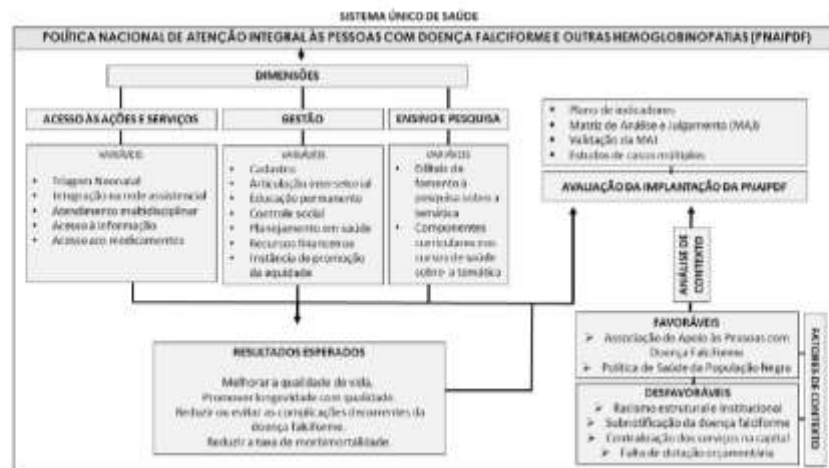 SISTEMA ÚNICO DE SAÚDE
POLÍTICA NACIONAL DE ATENÇÃO INTEGRAL ÀS PESSOAS COM DOENÇA FALCIFORME E OUTRAS HEMOGLOBINOPATIAS (PNAIPDF)
DIMENSÕES
ACESSO ÀS AÇÕES E SERVIÇOS
VARIÁVEIS
• Triagem Neonatal
• Integração na rede assistencial
• Atendimento multidisciplinar
• Acesso à informação
• Acesso aos medicamentos
GESTÃO
VARIÁVEIS
• Cadastro
• Articulação intersetorial
• Educação permanente
• Controle social
• Planejamento em saúde
• Recursos financeiros
• Instância de promoção
da equidade
ENSINO E PESQUISA
VARIÁVEIS
• Editais de
fomento à
pesquisa sobre a
temática
• Componentes
curriculares nos
cursos de saúde
sobre a temática
• Plano de indicadores
• Matriz de Análise e Julgamento (MAJ)
• Validação da MAJ
• Estudos de casos múltiplos
AVALIAÇÃO DA IMPLANTAÇÃO DA PNAIPDF
ANÁLISE DE
CONTEXTO
RESULTADOS ESPERADOS
Melhorar a qualidade de vida.
Promover longevidade com qualidade.
Reduzir ou evitar as complicações decorrentes da
doença falciforme.
Reduzir a taxa de morbimortalidade.
FAVORÁVEIS
➢ Associação de Apoio às Pessoas com
Doença Falciforme
➢ Política de Saúde da População Negra
DESFAVORÁVEIS
➢ Racismo estrutural e institucional
➢ Subnotificação da doença falciforme
➢ Centralização dos serviços na capital
➢ Falta de dotação orçamentária
FATORES DE CONTEXTO